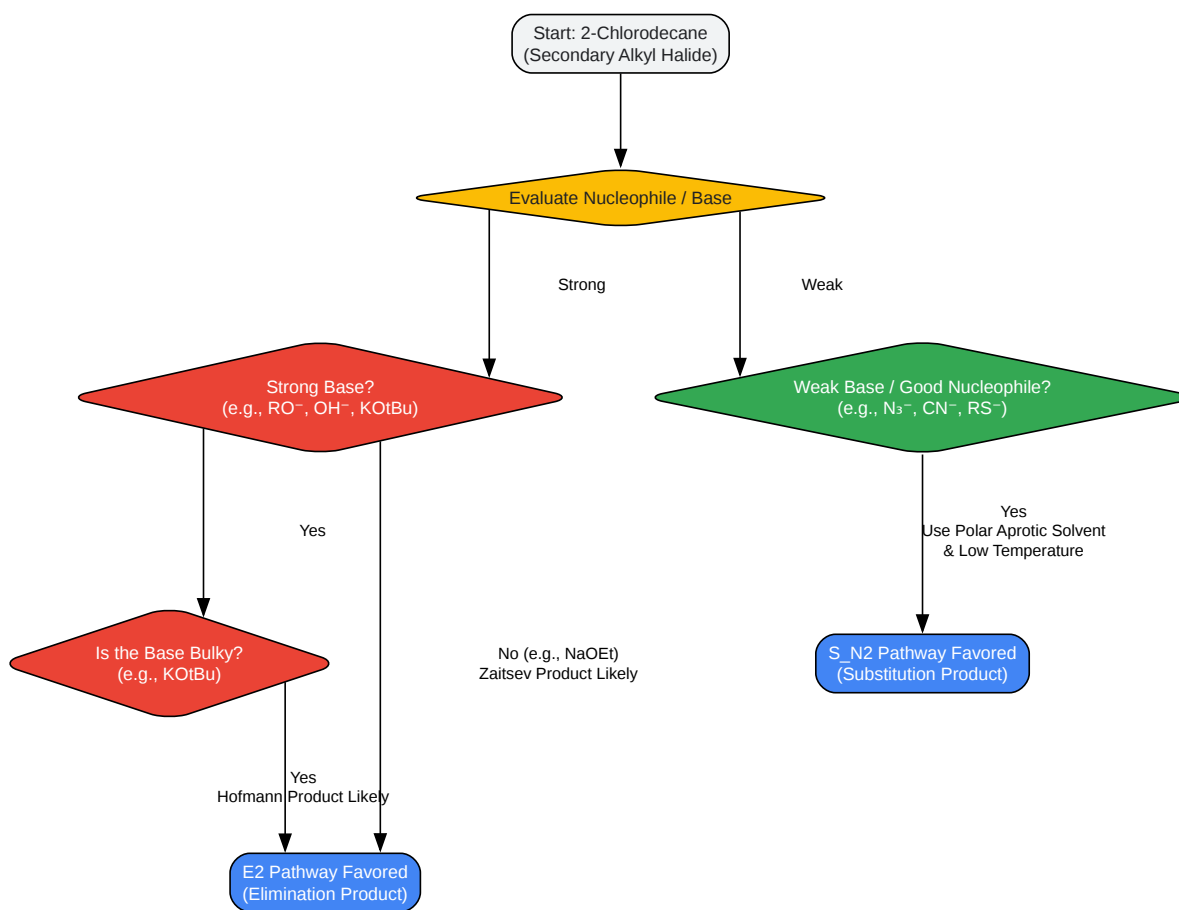 Start: 2-Chlorodecane
(Secondary Alkyl Halide)
Evaluate Nucleophile / Base
Strong
Weak
Strong Base?
(e.g., RO⁻, OH⁻, KOtBu)
Weak Base / Good Nucleophile?
(e.g., N₃⁻, CN⁻, RS⁻)
Yes
Yes
Use Polar Aprotic Solvent
& Low Temperature
Is the Base Bulky?
(e.g., KOtBu)
No (e.g., NaOEt)
Zaitsev Product Likely
S_N2 Pathway Favored
(Substitution Product)
Yes
Hofmann Product Likely
E2 Pathway Favored
(Elimination Product)